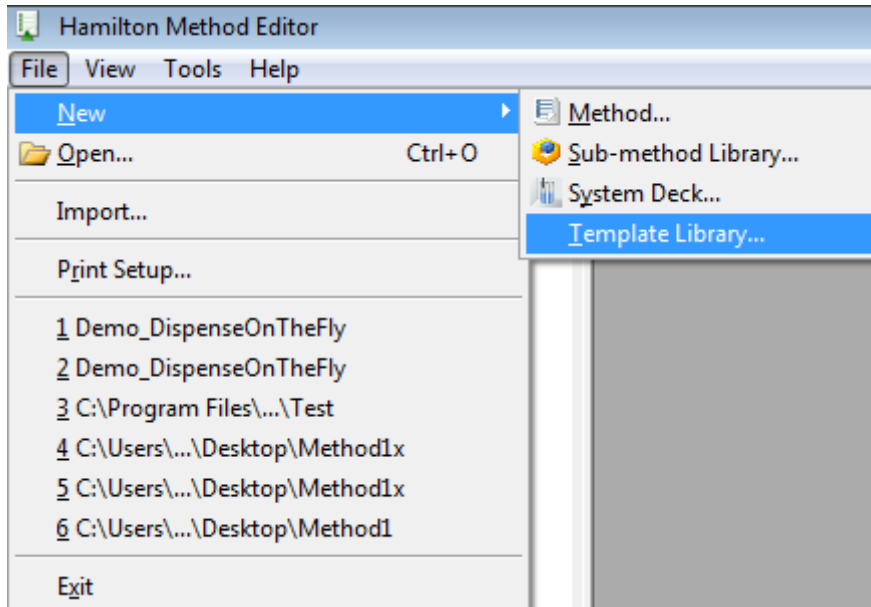 Hamilton Method Editor
File View Tools Help
New
Open... Ctrl+O
Import...
Print Setup...
1 Demo_DispenseOnTheFly
2 Demo_DispenseOnTheFly
3 C:\Program Files\...\Test
4 C:\Users\...\Desktop\Method1x
5 C:\Users\...\Desktop\Method1x
6 C:\Users\...\Desktop\Method1
Exit
Method...
Sub-method Library...
System Deck...
Template Library...